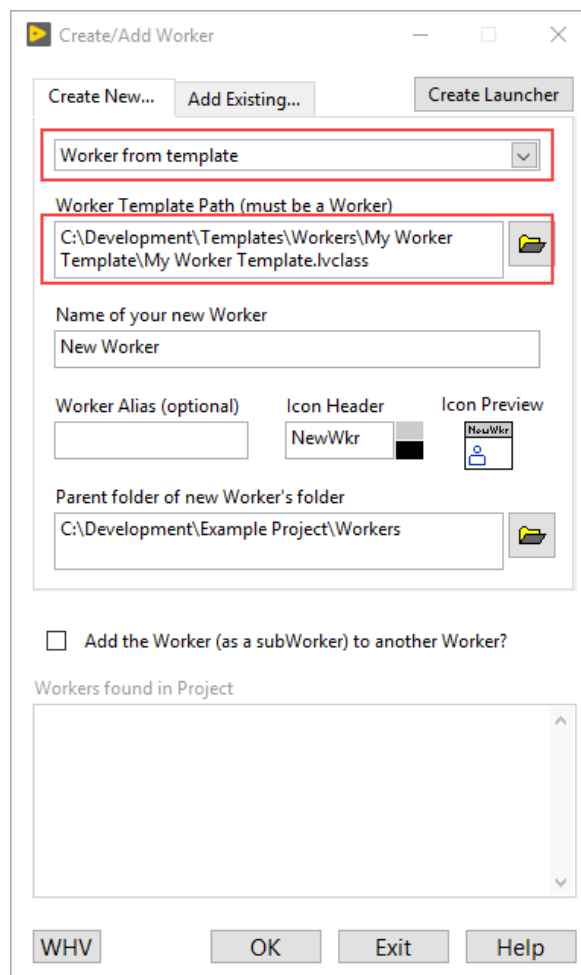 Create/Add Worker
Create New...
Add Existing...
Create Launcher
Worker from template
Worker Template Path (must be a Worker)
C:\Development\Templates\Workers\My Worker
Template\My Worker Template.lvclass
Name of your new Worker
New Worker
Worker Alias (optional)
Icon Header
Icon Preview
NewWkr
NewWkr
Parent folder of new Worker's folder
C:\Development\Example Project\Workers
Add the Worker (as a subWorker) to another Worker?
Workers found in Project
WHV
OK
Exit
Help